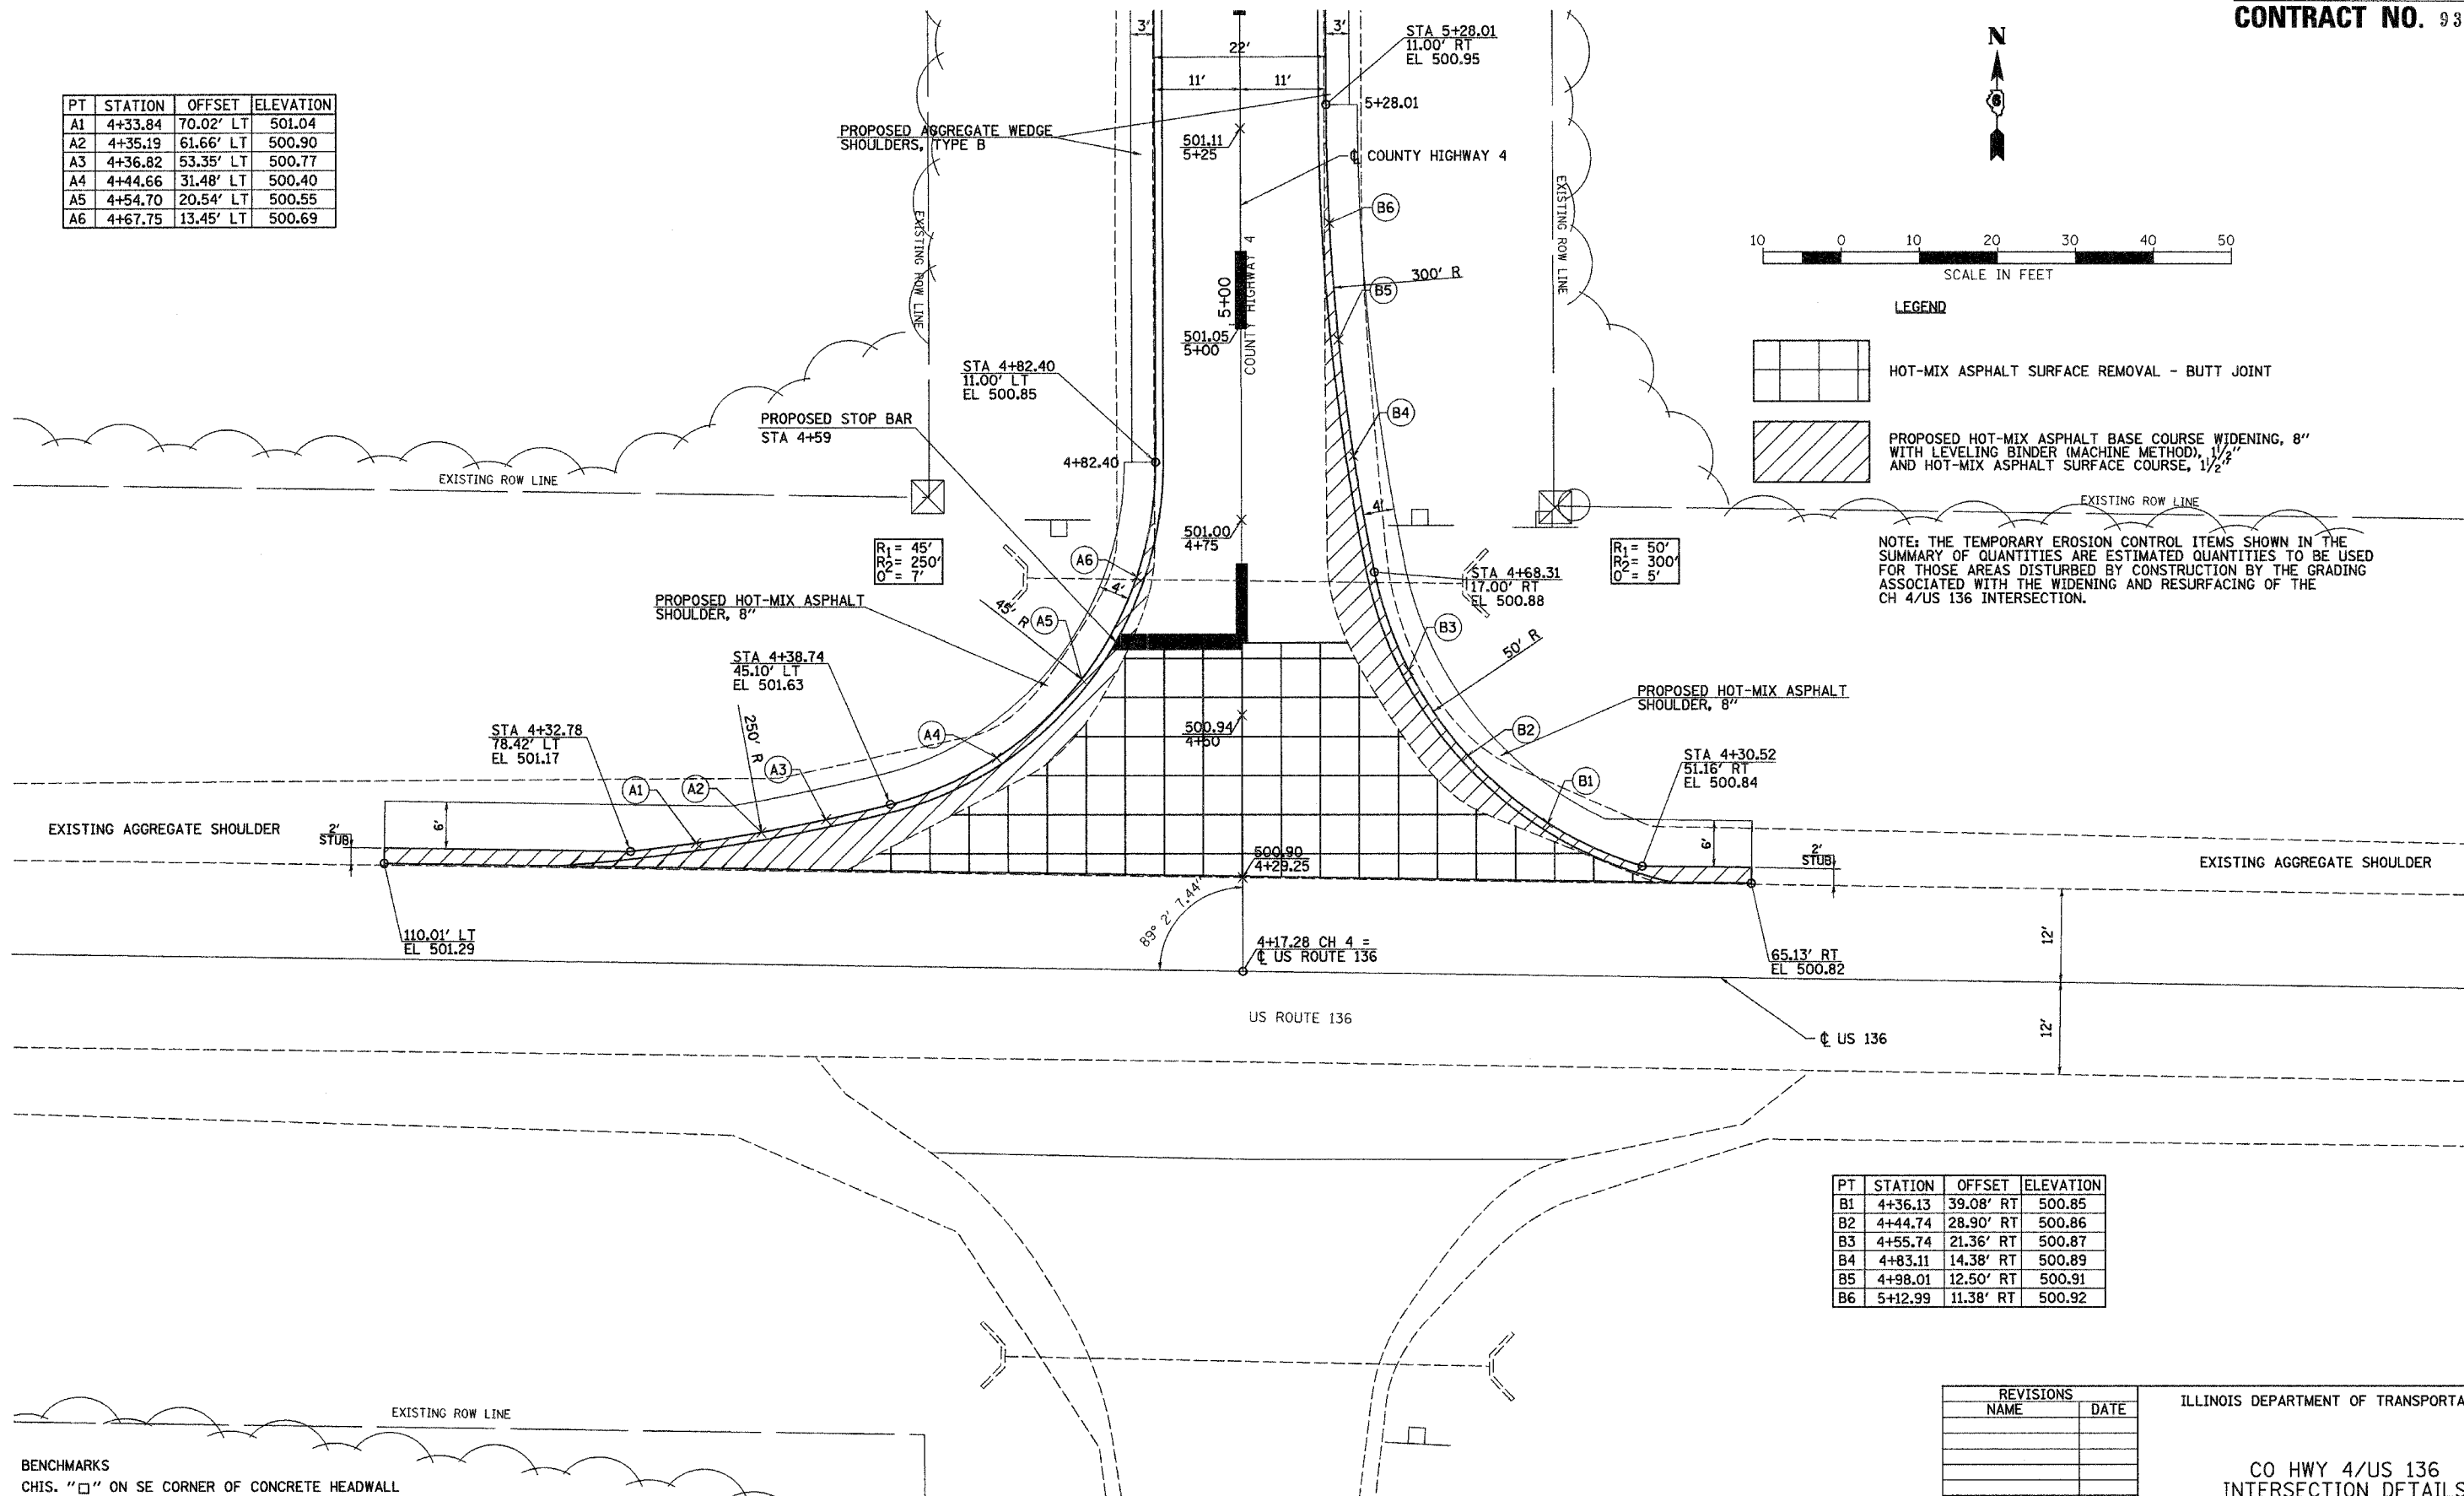 CONTRACT NO. 93
PT STATION OFFSET ELEVATION
A1 4+33.84 70.02' LT 501.04
A2 4+35.19 61.66' LT 500.90
A3 4+36.82 53.35' LT 500.77
A4 4+44.66 31.48' LT 500.40
A5 4+54.70 20.54' LT 500.55
A6 4+67.75 13.45' LT 500.69
3'
22'
3'
11'
11'
STA 5+28.01
11.00' RT
EL 500.95
5+28.01
PROPOSED AGGREGATE WEDGE
SHOULDERS, TYPE B
501.11
5+25
℄ COUNTY HIGHWAY 4
N
6
10 0 10 20 30 40 50
SCALE IN FEET
LEGEND
HOT-MIX ASPHALT SURFACE REMOVAL - BUTT JOINT
PROPOSED HOT-MIX ASPHALT BASE COURSE WIDENING, 8"
WITH LEVELING BINDER (MACHINE METHOD), 1½"
AND HOT-MIX ASPHALT SURFACE COURSE, 1½"
EXISTING ROW LINE
EXISTING ROW LINE
B6
300' R
B5
5+00
COUNTY HIGHWAY 4
501.05
5+00
STA 4+82.40
11.00' LT
EL 500.85
PROPOSED STOP BAR
STA 4+59
4+82.40
B4
EXISTING ROW LINE
EXISTING ROW LINE
4'
501.00
4+75
R1 = 45'
R2 = 250'
O = 7'
R1 = 50'
R2 = 300'
O = 5'
NOTE: THE TEMPORARY EROSION CONTROL ITEMS SHOWN IN THE
SUMMARY OF QUANTITIES ARE ESTIMATED QUANTITIES TO BE USED
FOR THOSE AREAS DISTURBED BY CONSTRUCTION BY THE GRADING
ASSOCIATED WITH THE WIDENING AND RESURFACING OF THE
CH 4/US 136 INTERSECTION.
A6
4'
45' R
A5
STA 4+68.31
17.00' RT
EL 500.88
PROPOSED HOT-MIX ASPHALT
SHOULDER, 8"
B3
50' R
STA 4+38.74
45.10' LT
EL 501.63
PROPOSED HOT-MIX ASPHALT
SHOULDER, 8"
STA 4+32.78
78.42' LT
EL 501.17
250' R
A4
500.94
4+50
B2
STA 4+30.52
51.16' RT
EL 500.84
A1
A2
A3
B1
EXISTING AGGREGATE SHOULDER
2'
STUB
6'
500.90
4+29.25
6'
2'
STUB
EXISTING AGGREGATE SHOULDER
89° 2' 7.44"
110.01' LT
EL 501.29
4+17.28 CH 4 =
℄ US ROUTE 136
65.13' RT
EL 500.82
12'
US ROUTE 136
℄ US 136
12'
PT STATION OFFSET ELEVATION
B1 4+36.13 39.08' RT 500.85
B2 4+44.74 28.90' RT 500.86
B3 4+55.74 21.36' RT 500.87
B4 4+83.11 14.38' RT 500.89
B5 4+98.01 12.50' RT 500.91
B6 5+12.99 11.38' RT 500.92
EXISTING ROW LINE
BENCHMARKS
CHIS. "□" ON SE CORNER OF CONCRETE HEADWALL
REVISIONS
NAME DATE
ILLINOIS DEPARTMENT OF TRANSPORTA
CO HWY 4/US 136
INTERSECTION DETAILS